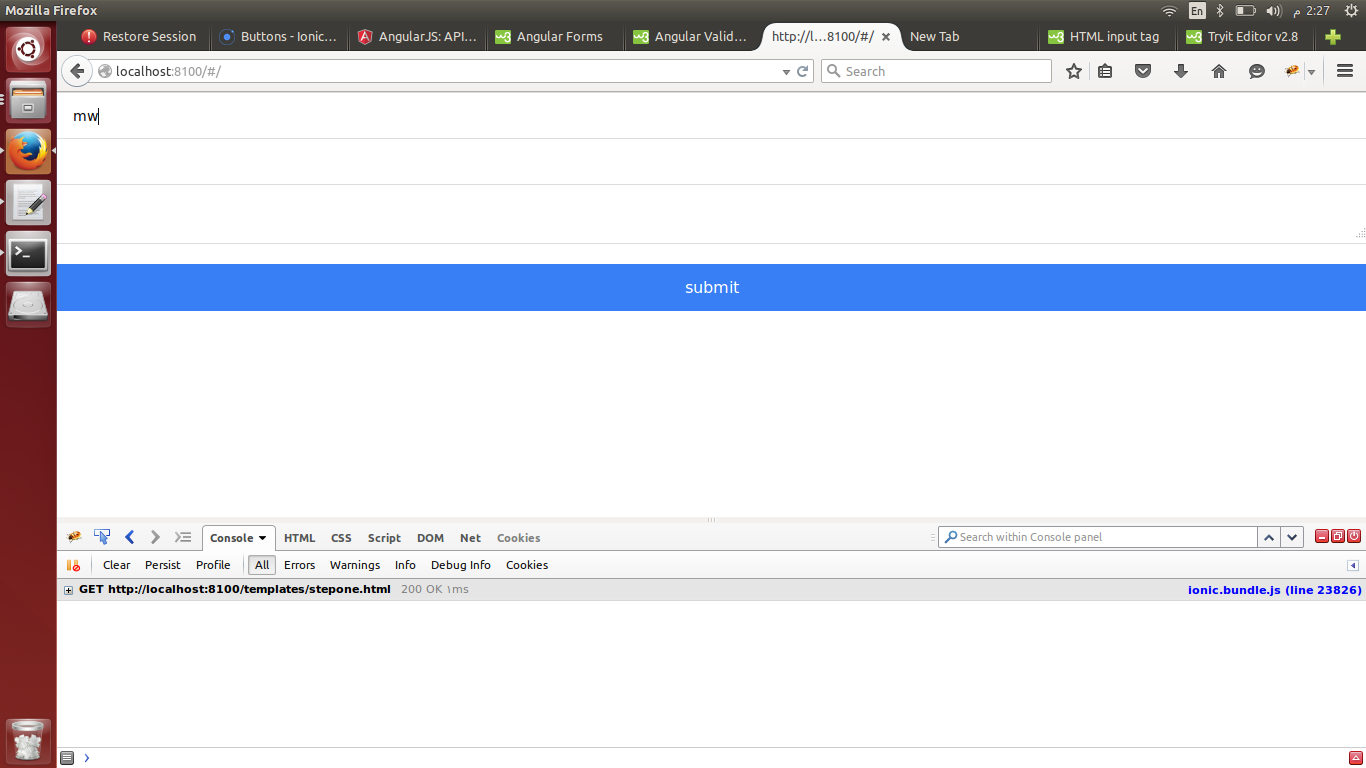 Mozilla Firefox
En
2:27 م
Restore Session
Buttons - Ionic...
AngularJS: API...
Angular Forms
Angular Valid...
http://l...8100/#/
New Tab
HTML input tag
Tryit Editor v2.8
localhost:8100/#/
Search
mw
submit
Console
HTML
CSS
Script
DOM
Net
Cookies
Search within Console panel
Clear
Persist
Profile
All
Errors
Warnings
Info
Debug Info
Cookies
GET http://localhost:8100/templates/stepone.html 200 OK ١ms
ionic.bundle.js (line 23826)